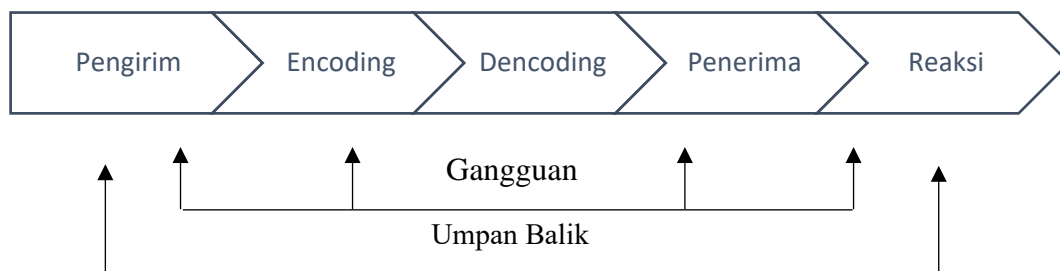 Pengirim Encoding Dencoding Penerima Reaksi
Gangguan
Umpan Balik